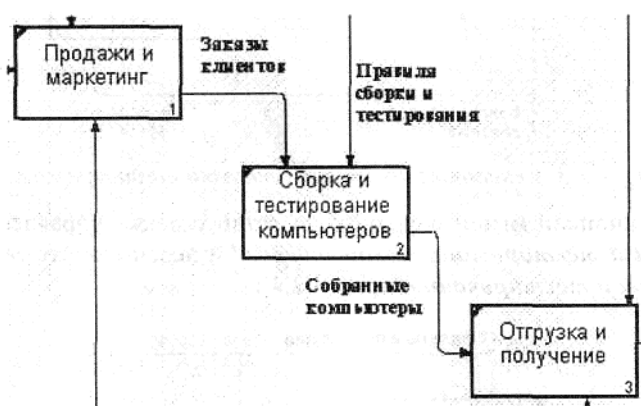 Продажи и
маркетинг
1
Заказы
клиентов
Правила
сборки и
тестирования
Сборка и
тестирование
компьютеров
2
Собранные
компьютеры
Отгрузка и
получение
3